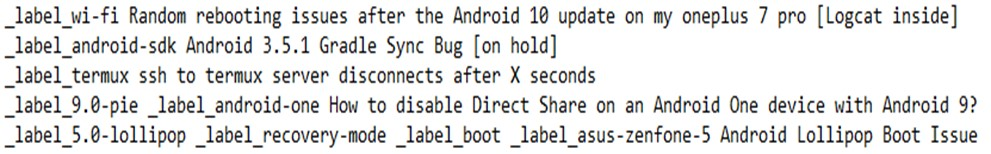 _label_wi-fi Random rebooting issues after the Android 10 update on my oneplus 7 pro [Logcat inside]
_label_android-sdk Android 3.5.1 Gradle Sync Bug [on hold]
_label_termux ssh to termux server disconnects after X seconds
_label_9.0-pie _label_android-one How to disable Direct Share on an Android One device with Android 9?
_label_5.0-lollipop _label_recovery-mode _label_boot _label_asus-zenfone-5 Android Lollipop Boot Issue